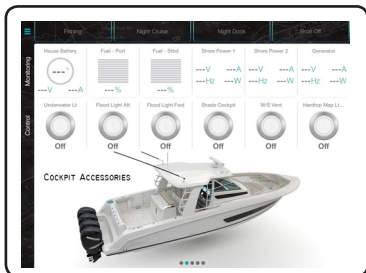 Fishing Night Cruise Night Dock Boat Off
Monitoring
House Battery Fuel - Port Fuel - Stbd Shore Power 1 Shore Power 2 Generator
---° ---V ---A ---V ---A ---V ---A
---V ---A ---% ---% ---Hz ---W ---Hz ---W ---Hz ---W
Control
Underwater Lt Flood Light Aft Flood Light Fwd Shade Cockpit W/S Vent Hardtop Map Lt...
Off Off Off Off Off Off
Cockpit Accessories